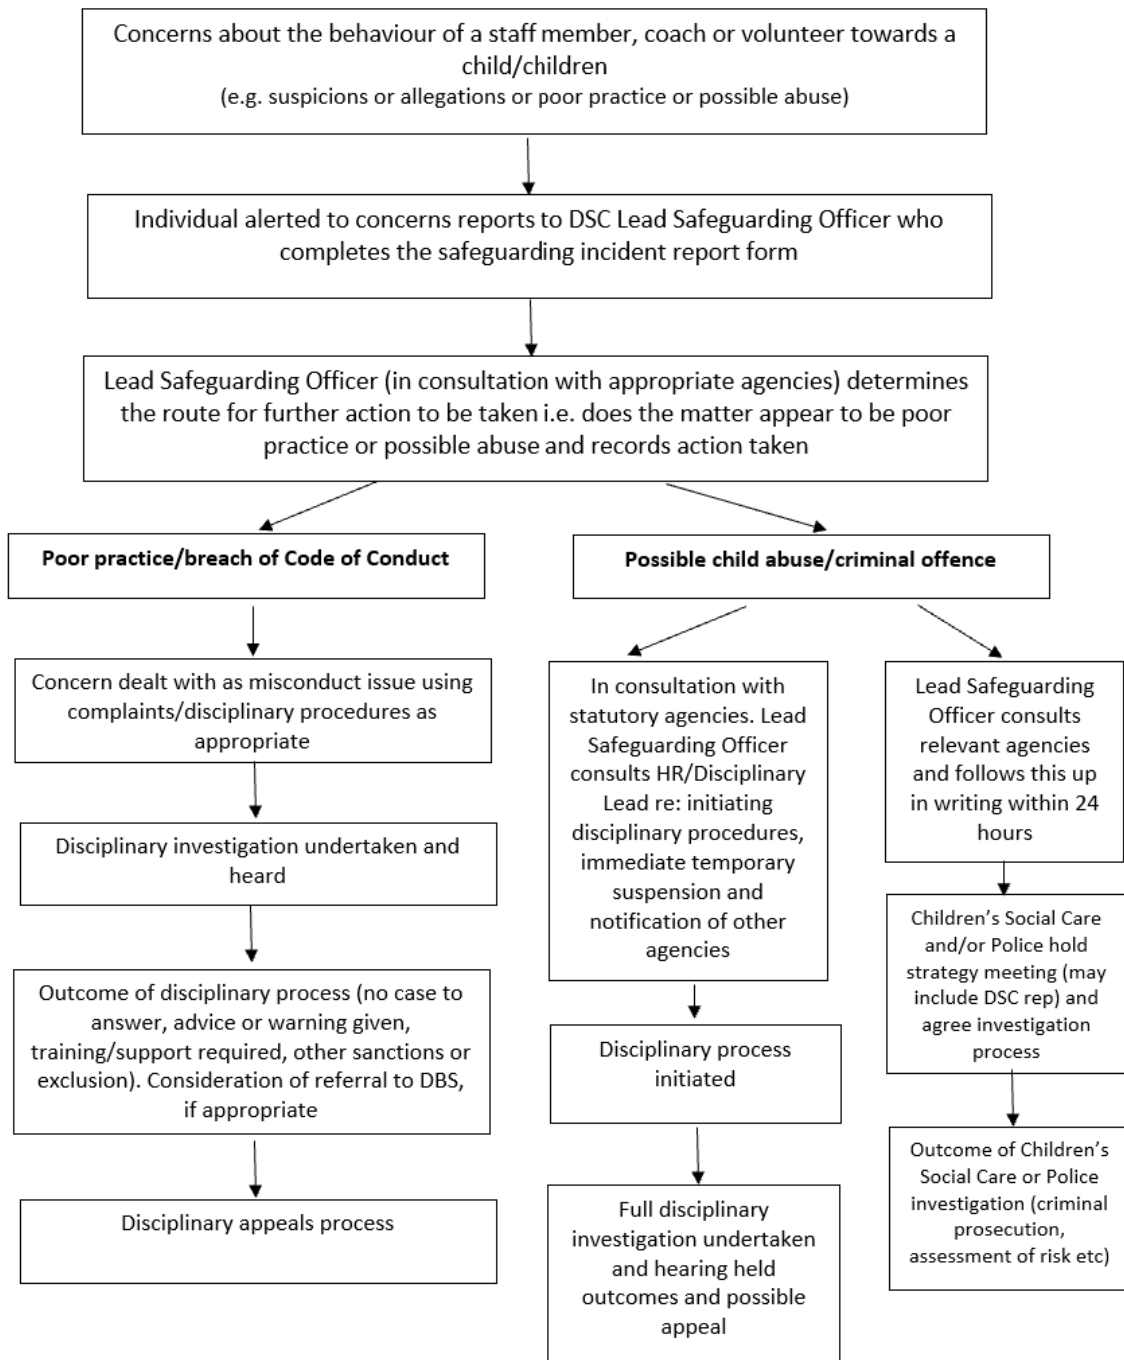 Concerns about the behaviour of a staff member, coach or volunteer towards a
child/children
(e.g. suspicions or allegations or poor practice or possible abuse)
Individual alerted to concerns reports to DSC Lead Safeguarding Officer who
completes the safeguarding incident report form
Lead Safeguarding Officer (in consultation with appropriate agencies) determines
the route for further action to be taken i.e. does the matter appear to be poor
practice or possible abuse and records action taken
Poor practice/breach of Code of Conduct
Concern dealt with as misconduct issue using
complaints/disciplinary procedures as
appropriate
Disciplinary investigation undertaken and
heard
Outcome of disciplinary process (no case to
answer, advice or warning given,
training/support required, other sanctions or
exclusion). Consideration of referral to DBS,
if appropriate
Disciplinary appeals process
Possible child abuse/criminal offence
In consultation with
statutory agencies. Lead
Safeguarding Officer
consults HR/Disciplinary
Lead re: initiating
disciplinary procedures,
immediate temporary
suspension and
notification of other
agencies
Disciplinary process
initiated
Full disciplinary
investigation undertaken
and hearing held
outcomes and possible
appeal
Lead Safeguarding
Officer consults
relevant agencies
and follows this up
in writing within 24
hours
Children's Social Care
and/or Police hold
strategy meeting (may
include DSC rep) and
agree investigation
process
Outcome of Children's
Social Care or Police
investigation (criminal
prosecution,
assessment of risk etc)